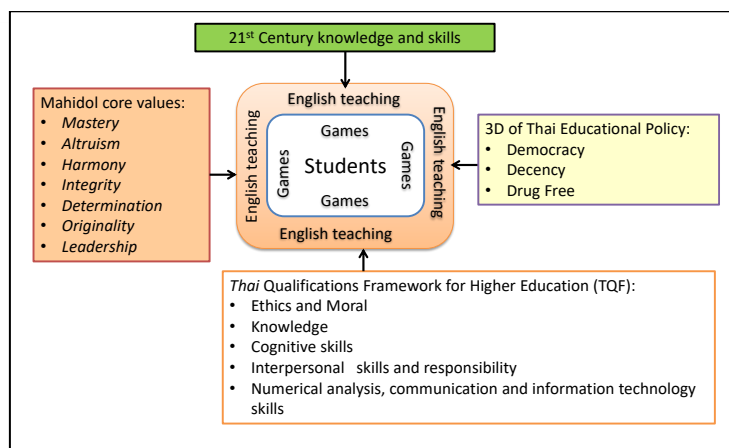 21st Century knowledge and skills
Mahidol core values:
• Mastery
• Altruism
• Harmony
• Integrity
• Determination
• Originality
• Leadership
English teaching
English teaching
Games
Games
Students
Games
Games
English teaching
English teaching
3D of Thai Educational Policy:
• Democracy
• Decency
• Drug Free
Thai Qualifications Framework for Higher Education (TQF):
• Ethics and Moral
• Knowledge
• Cognitive skills
• Interpersonal skills and responsibility
• Numerical analysis, communication and information technology
skills